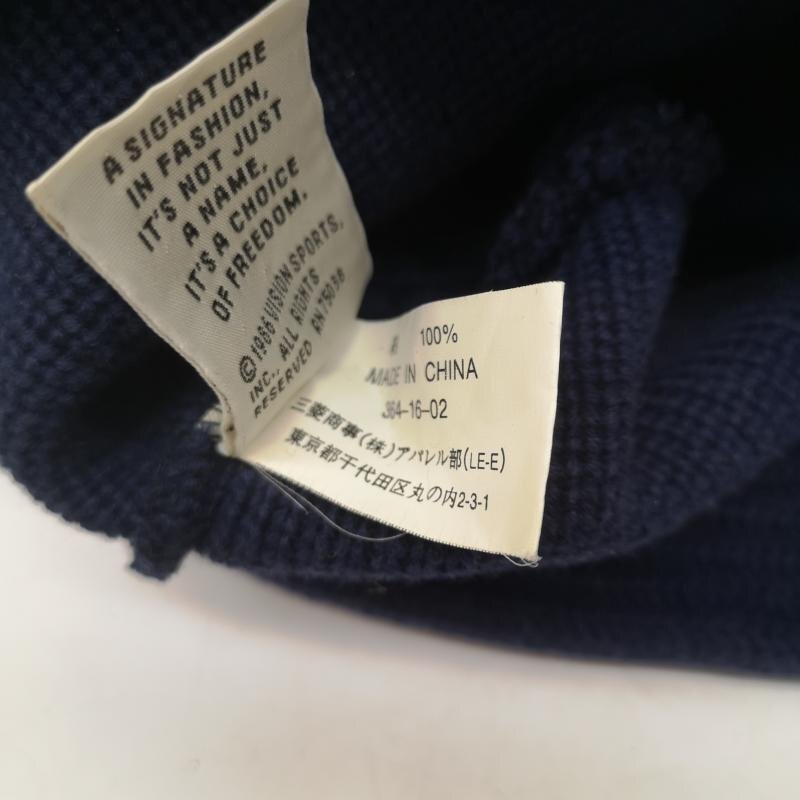 A SIGNATURE
IN FASHION,
IT'S NOT JUST
A NAME,
IT'S A CHOICE
OF FREEDOM.
©1986 VISION SPORTS,
INC., ALL RIGHTS
RESERVED RN 75038
100%
MADE IN CHINA
364-16-02
三菱商事(株)アパレル部(LE-E)
東京都千代田区丸の内2-3-1